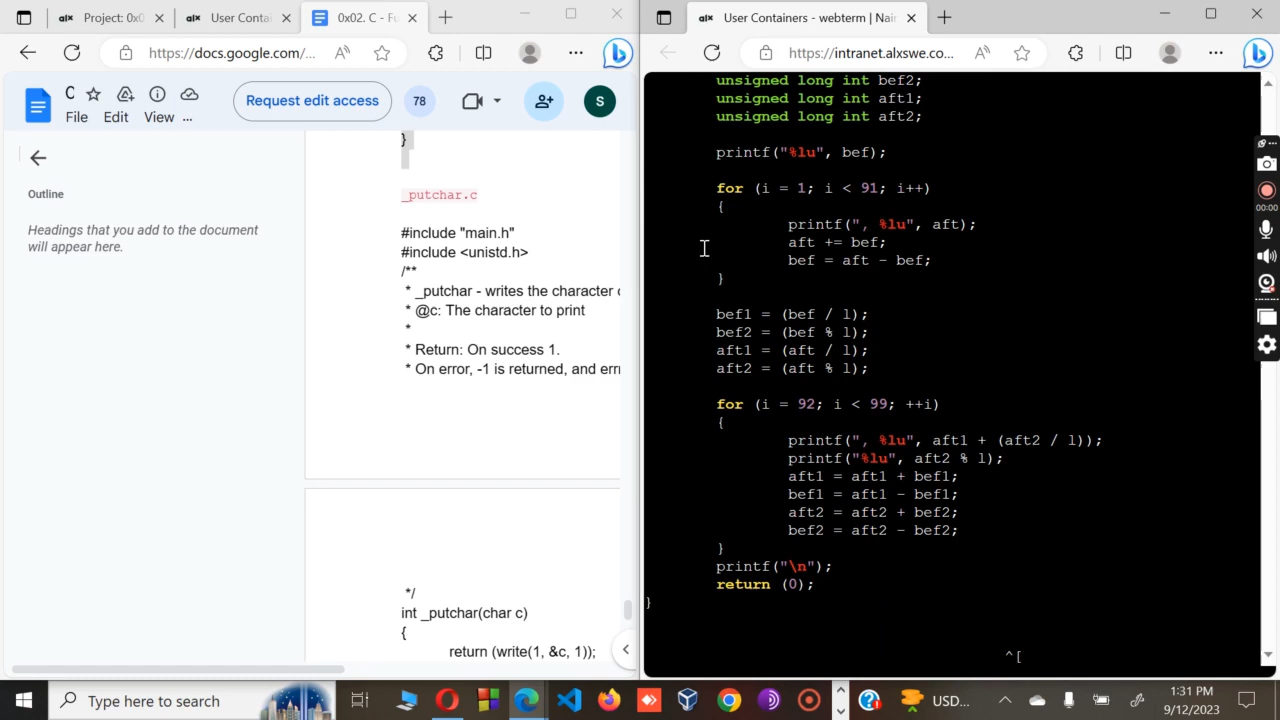 Project: 0x0
User Contai
0x02. C - Fu
https://docs.google.com/...
C
Request edit access
78
S
File Edit View ...
Outline
Headings that you add to the document
will appear here.
}
_putchar.c
#include "main.h"
#include <unistd.h>
/**
* _putchar - writes the character c
* @c: The character to print
*
* Return: On success 1.
* On error, -1 is returned, and errn
*/
int _putchar(char c)
{
return (write(1, &c, 1));
User Containers - webterm | Nair
https://intranet.alxswe.co...
unsigned long int bef2;
unsigned long int aft1;
unsigned long int aft2;
printf("%lu", bef);
for (i = 1; i < 91; i++)
{
printf(", %lu", aft);
aft += bef;
bef = aft - bef;
}
bef1 = (bef / l);
bef2 = (bef % l);
aft1 = (aft / l);
aft2 = (aft % l);
for (i = 92; i < 99; ++i)
{
printf(", %lu", aft1 + (aft2 / l));
printf("%lu", aft2 % l);
aft1 = aft1 + bef1;
bef1 = aft1 - bef1;
aft2 = aft2 + bef2;
bef2 = aft2 - bef2;
}
printf("\n");
return (0);
}
^[
00:00
Type here to search
USD...
1:31 PM
9/12/2023